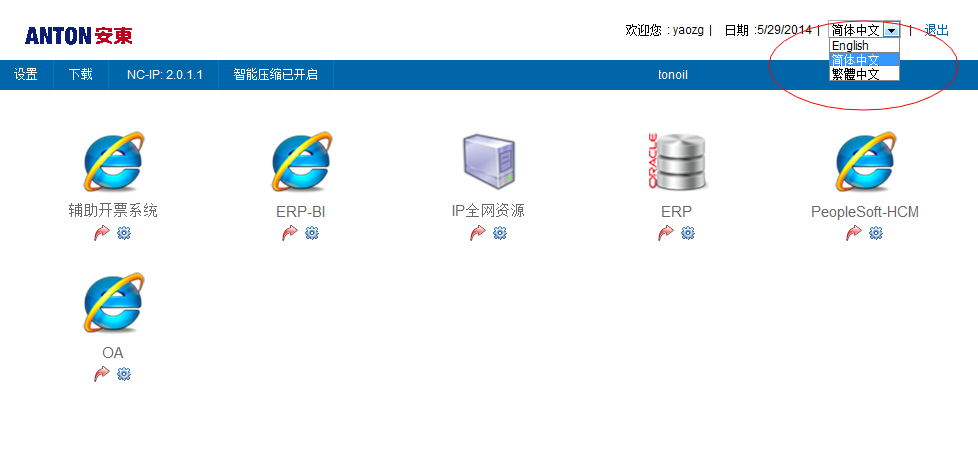 ANTON安東
欢迎您 : yaozg | 日期 :5/29/2014 | 简体中文 | 退出
English
简体中文
繁體中文
设置 下载 NC-IP: 2.0.1.1 智能压缩已开启 tonoil
辅助开票系统 ERP-BI IP全网资源 ORACLE ERP PeopleSoft-HCM
OA